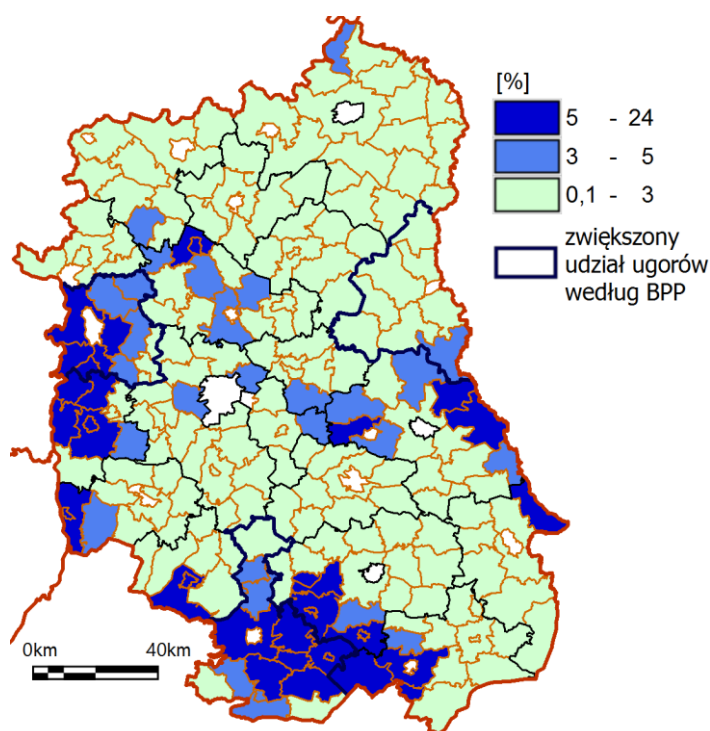 [%]
5 - 24
3 - 5
0,1 - 3
zwiększony
udział ugorów
według BPP
0km 40km